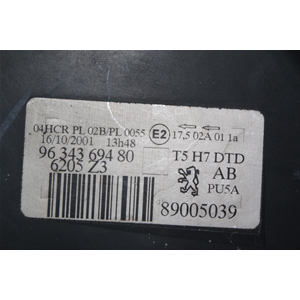 04HCR PL 02B/PL 0055 E2 17,5 02A 01 1a
16/10/2001 13h48
96 343 694 80 T5 H7 DTD
6205 Z3 AB
PU5A
89005039